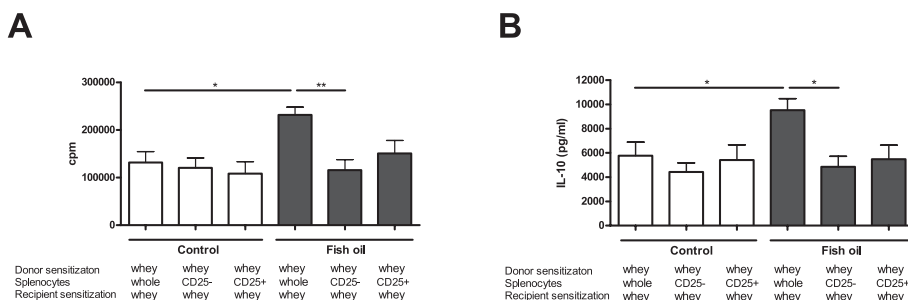 A
B
*
**
300000
200000
100000
0
cpm
Control
Fish oil
Donor sensitizaton whey whey whey whey whey whey
Splenocytes whole CD25- CD25+ whole CD25- CD25+
Recipient sensitization whey whey whey whey whey whey
*
*
12000
10000
8000
6000
4000
2000
0
IL-10 (pg/ml)
Control
Fish oil
Donor sensitizaton whey whey whey whey whey whey
Splenocytes whole CD25- CD25+ whole CD25- CD25+
Recipient sensitization whey whey whey whey whey whey